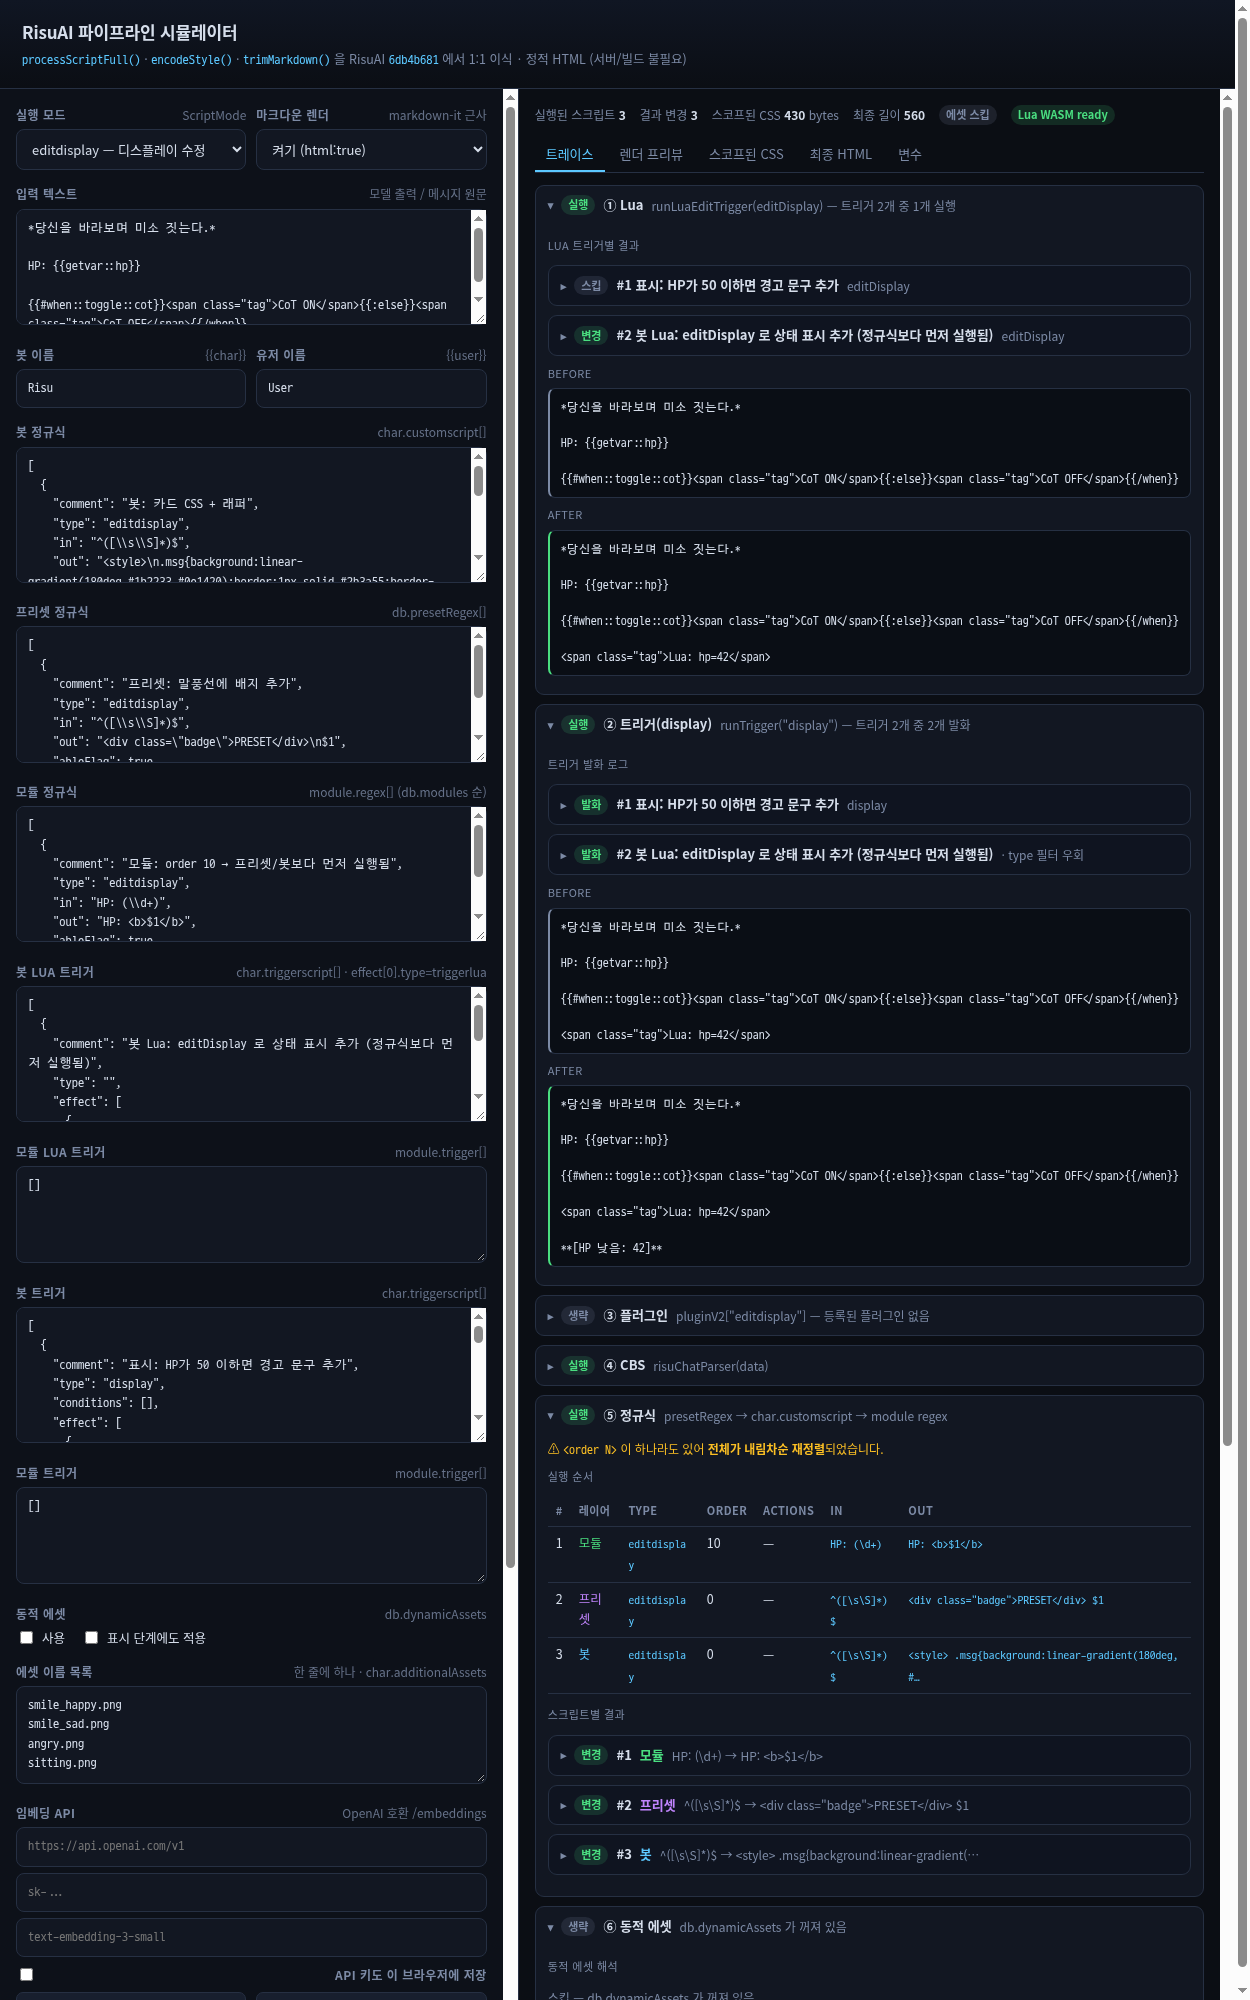 RisuAI 파이프라인 시뮬레이터
processScriptFull() · encodeStyle() · trimMarkdown() 을 RisuAI 6db4b681 에서 1:1 이식 · 정적 HTML (서버/빌드 불필요)
실행 모드 ScriptMode 마크다운 렌더 markdown-it 근사
editdisplay — 디스플레이 수정 켜기 (html:true)
입력 텍스트 모델 출력 / 메시지 원문
*당신을 바라보며 미소 짓는다.*
HP: {{getvar::hp}}
{{#when::toggle::cot}}<span class="tag">CoT ON</span>{{:else}}<span
class="tag">CoT OFF</span>{{/when}}
봇 이름 {{char}} 유저 이름 {{user}}
Risu User
봇 정규식 char.customscript[]
[
{
"comment": "봇: 카드 CSS + 래퍼",
"type": "editdisplay",
"in": "^([\\s\\S]*)$",
"out": "<style>\n.msg{background:linear-
gradient(180deg,#1b2233,#0e1420);border:1px solid #2b3a55;border-
프리셋 정규식 db.presetRegex[]
[
{
"comment": "프리셋: 말풍선에 배지 추가",
"type": "editdisplay",
"in": "^([\\s\\S]*)$",
"out": "<div class=\"badge\">PRESET</div>\n$1",
"ableFlag": true
모듈 정규식 module.regex[] (db.modules 순)
[
{
"comment": "모듈: order 10 → 프리셋/봇보다 먼저 실행됨",
"type": "editdisplay",
"in": "HP: (\\d+)",
"out": "HP: <b>$1</b>",
"ableFlag": true
봇 LUA 트리거 char.triggerscript[] · effect[0].type=triggerlua
[
{
"comment": "봇 Lua: editDisplay 로 상태 표시 추가 (정규식보다 먼
저 실행됨)",
"type": "",
"effect": [
{
모듈 LUA 트리거 module.trigger[]
[]
봇 트리거 char.triggerscript[]
[
{
"comment": "표시: HP가 50 이하면 경고 문구 추가",
"type": "display",
"conditions": [],
"effect": [
{
모듈 트리거 module.trigger[]
[]
동적 에셋 db.dynamicAssets
사용 표시 단계에도 적용
에셋 이름 목록 한 줄에 하나 · char.additionalAssets
smile_happy.png
smile_sad.png
angry.png
sitting.png
임베딩 API OpenAI 호환 /embeddings
https://api.openai.com/v1
sk- ...
text-embedding-3-small
API 키도 이 브라우저에 저장
실행된 스크립트 3 결과 변경 3 스코프된 CSS 430 bytes 최종 길이 560 에셋 스킵 Lua WASM ready
트레이스 렌더 프리뷰 스코프된 CSS 최종 HTML 변수
▼ 실행 ① Lua runLuaEditTrigger(editDisplay) — 트리거 2개 중 1개 실행
LUA 트리거별 결과
▶ 스킵 #1 표시: HP가 50 이하면 경고 문구 추가 editDisplay
▶ 변경 #2 봇 Lua: editDisplay 로 상태 표시 추가 (정규식보다 먼저 실행됨) editDisplay
BEFORE
*당신을 바라보며 미소 짓는다.*
HP: {{getvar::hp}}
{{#when::toggle::cot}}<span class="tag">CoT ON</span>{{:else}}<span class="tag">CoT OFF</span>{{/when}}
AFTER
*당신을 바라보며 미소 짓는다.*
HP: {{getvar::hp}}
{{#when::toggle::cot}}<span class="tag">CoT ON</span>{{:else}}<span class="tag">CoT OFF</span>{{/when}}
<span class="tag">Lua: hp=42</span>
▼ 실행 ② 트리거(display) runTrigger("display") — 트리거 2개 중 2개 발화
트리거 발화 로그
▶ 발화 #1 표시: HP가 50 이하면 경고 문구 추가 display
▶ 발화 #2 봇 Lua: editDisplay 로 상태 표시 추가 (정규식보다 먼저 실행됨) · type 필터 우회
BEFORE
*당신을 바라보며 미소 짓는다.*
HP: {{getvar::hp}}
{{#when::toggle::cot}}<span class="tag">CoT ON</span>{{:else}}<span class="tag">CoT OFF</span>{{/when}}
<span class="tag">Lua: hp=42</span>
AFTER
*당신을 바라보며 미소 짓는다.*
HP: {{getvar::hp}}
{{#when::toggle::cot}}<span class="tag">CoT ON</span>{{:else}}<span class="tag">CoT OFF</span>{{/when}}
<span class="tag">Lua: hp=42</span>
**[HP 낮음: 42]**
▶ 생략 ③ 플러그인 pluginV2["editdisplay"] — 등록된 플러그인 없음
▶ 실행 ④ CBS risuChatParser(data)
▼ 실행 ⑤ 정규식 presetRegex → char.customscript → module regex
⚠ <order N> 이 하나라도 있어 전체가 내림차순 재정렬되었습니다.
실행 순서
# 레이어 TYPE ORDER ACTIONS IN OUT
1 모듈 editdisplay 10 — HP: (\d+) HP: <b>$1</b>
2 프리셋 editdisplay 0 — ^([\s\S]*)$ <div class="badge">PRESET</div> $1
3 봇 editdisplay 0 — ^([\s\S]*)$ <style> .msg{background:linear-gradient(180deg,#…
스크립트별 결과
▶ 변경 #1 모듈 HP: (\d+) → HP: <b>$1</b>
▶ 변경 #2 프리셋 ^([\s\S]*)$ → <div class="badge">PRESET</div> $1
▶ 변경 #3 봇 ^([\s\S]*)$ → <style> .msg{background:linear-gradient(…
▼ 생략 ⑥ 동적 에셋 db.dynamicAssets 가 꺼져 있음
동적 에셋 해석
스킵 — db.dynamicAssets 가 꺼져 있음